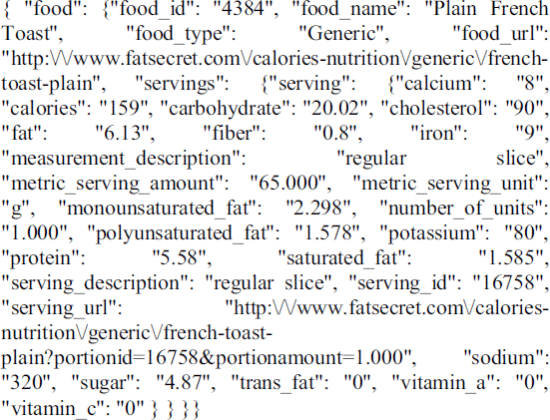 { "food": {"food_id": "4384", "food_name": "Plain French
Toast", "food_type": "Generic", "food_url":
"http:\/\/www.fatsecret.com\/calories-nutrition\/generic\/french-
toast-plain", "servings": {"serving": {"calcium": "8",
"calories": "159", "carbohydrate": "20.02", "cholesterol": "90",
"fat": "6.13", "fiber": "0.8", "iron": "9",
"measurement_description": "regular slice",
"metric_serving_amount": "65.000", "metric_serving_unit":
"g", "monounsaturated_fat": "2.298", "number_of_units":
"1.000", "polyunsaturated_fat": "1.578", "potassium": "80",
"protein": "5.58", "saturated_fat": "1.585",
"serving_description": "regular slice", "serving_id": "16758",
"serving_url": "http:\/\/www.fatsecret.com\/calories-
nutrition\/generic\/french-toast-
plain?portionid=16758&portionamount=1.000", "sodium":
"320", "sugar": "4.87", "trans_fat": "0", "vitamin_a": "0",
"vitamin_c": "0" } } }}